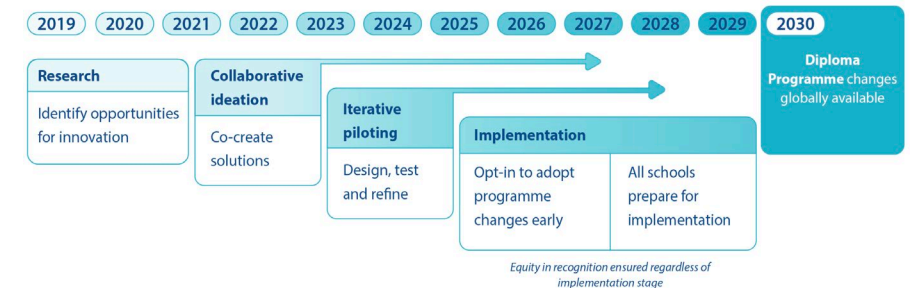 2019 2020 2021 2022 2023 2024 2025 2026 2027 2028 2029 2030
Research
Identify opportunities
for innovation
Collaborative
ideation
Co-create
solutions
Iterative
piloting
Design, test
and refine
Implementation
Opt-in to adopt
programme
changes early
All schools
prepare for
implementation
Diploma
Programme changes
globally available
Equity in recognition ensured regardless of
implementation stage